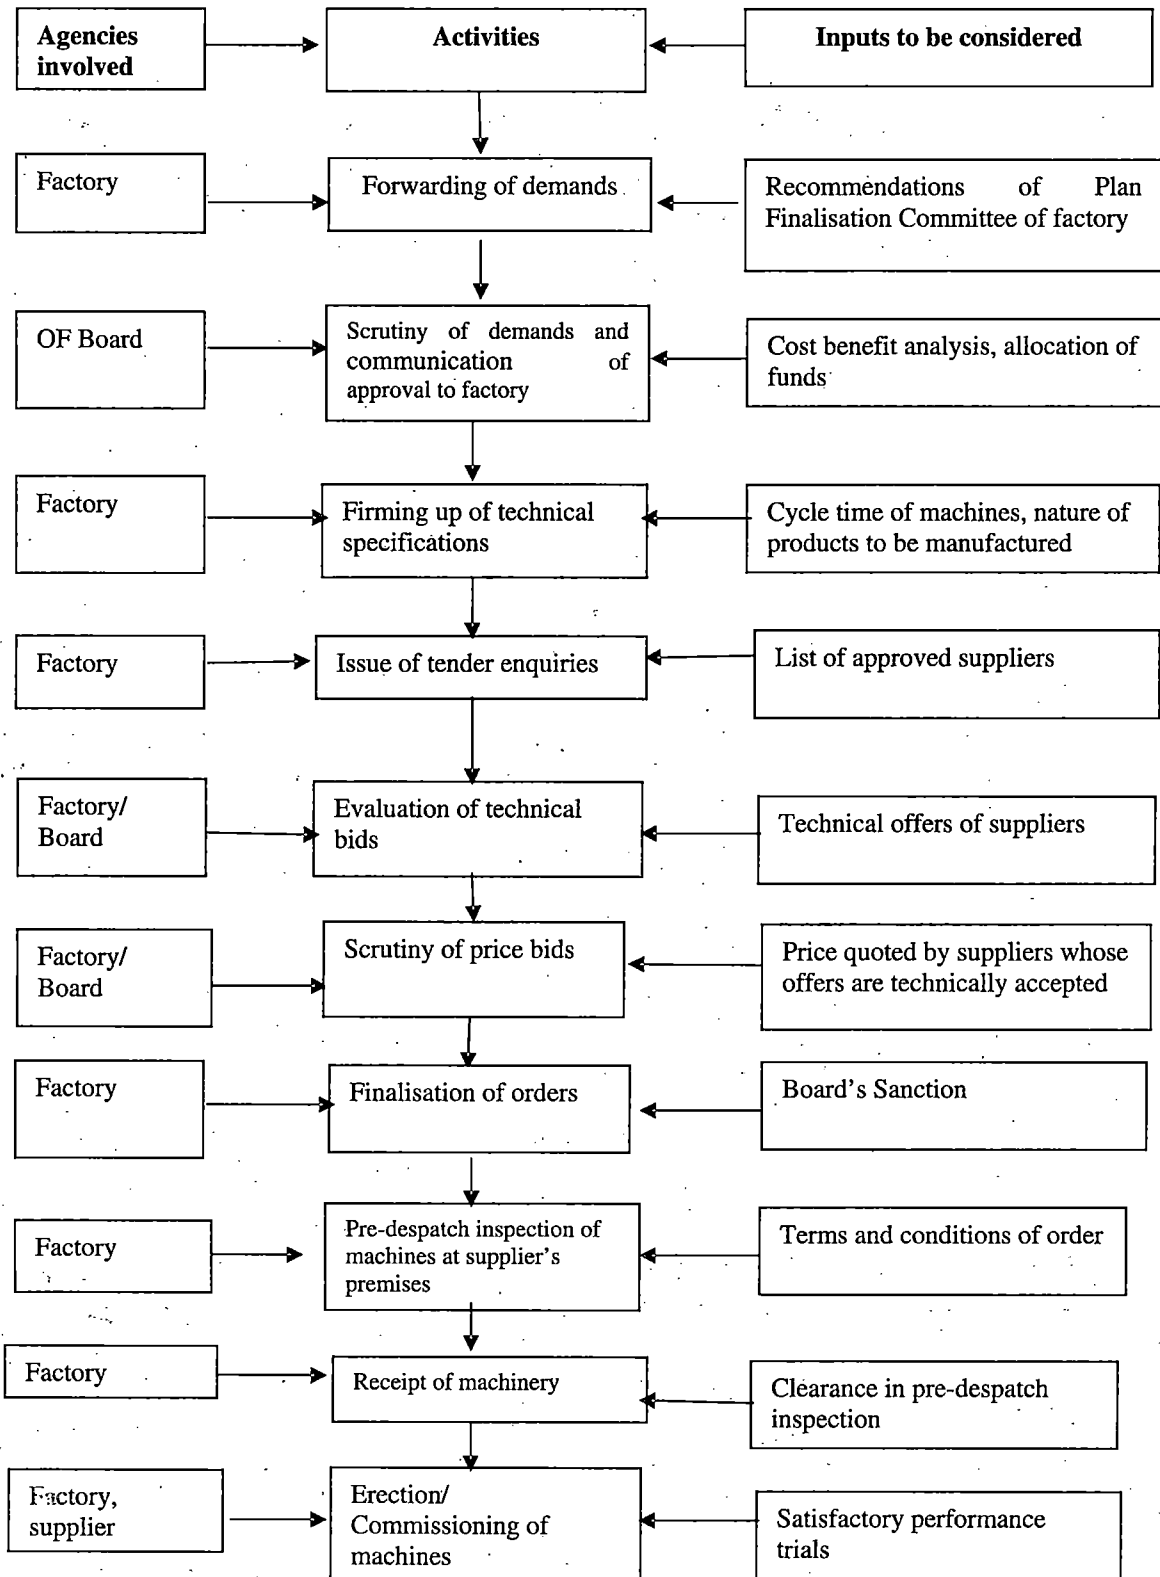 Agencies
involved
Activities
Inputs to be considered
Factory
Forwarding of demands
Recommendations of Plan
Finalisation Committee of factory
OF Board
Scrutiny of demands and
communication of
approval to factory
Cost benefit analysis, allocation of
funds
Factory
Firming up of technical
specifications
Cycle time of machines, nature of
products to be manufactured
Factory
Issue of tender enquiries
List of approved suppliers
Factory/
Board
Evaluation of technical
bids
Technical offers of suppliers
Factory/
Board
Scrutiny of price bids
Price quoted by suppliers whose
offers are technically accepted
Factory
Finalisation of orders
Board's Sanction
Factory
Pre-despatch inspection of
machines at supplier's
premises
Terms and conditions of order
Factory
Receipt of machinery
Clearance in pre-despatch
inspection
Factory,
supplier
Erection/
Commissioning of
machines
Satisfactory performance
trials